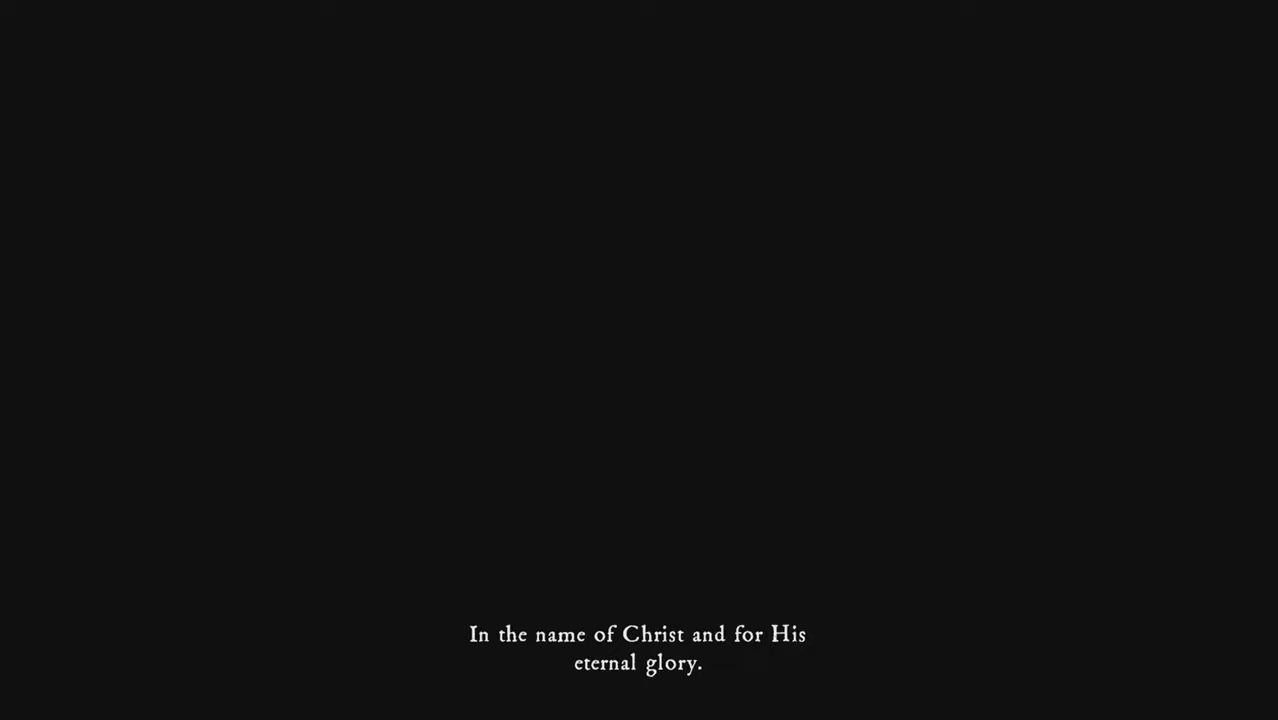 In the name of Christ and for His
eternal glory.